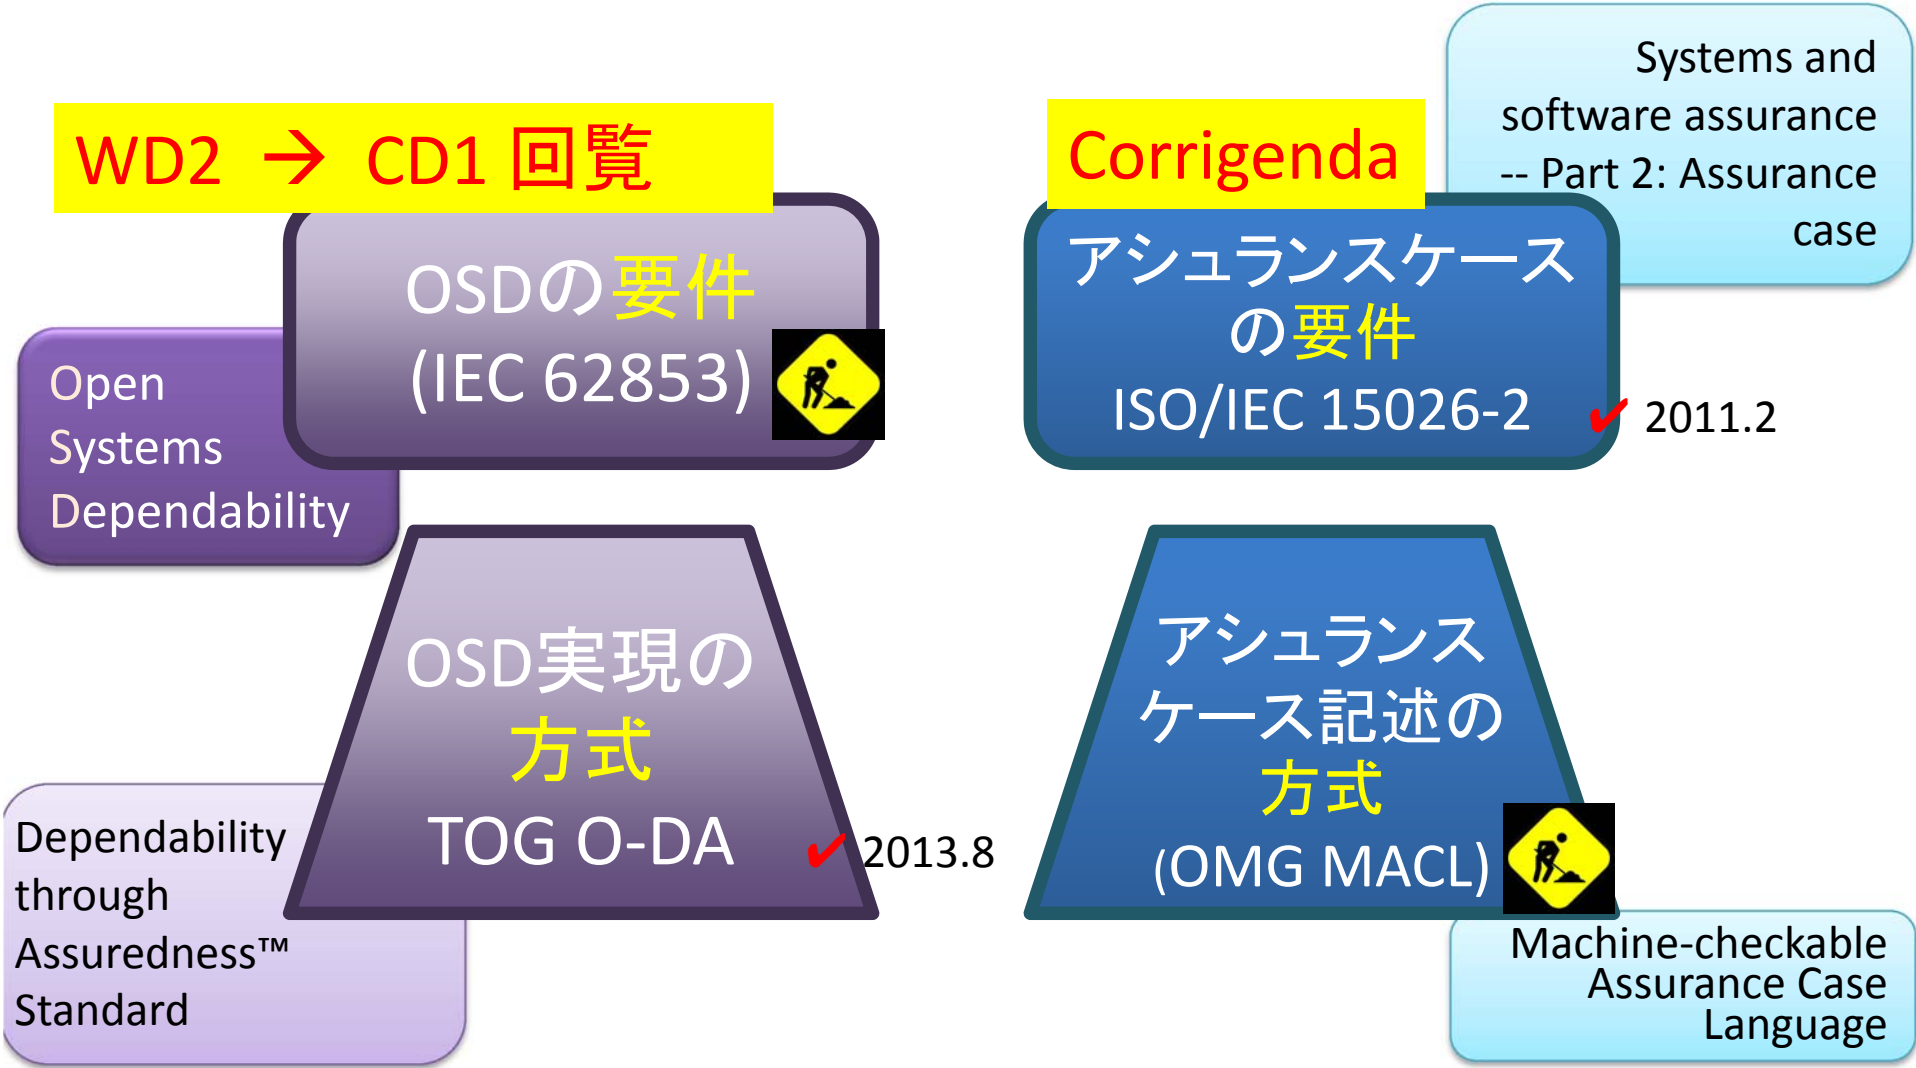 WD2 → CD1 回覧
OSDの要件
(IEC 62853)
Open
Systems
Dependability
OSD実現の
方式
TOG O-DA
✔ 2013.8
Dependability
through
Assuredness™
Standard
Corrigenda
Systems and
software assurance
-- Part 2: Assurance
case
アシュランスケース
の要件
ISO/IEC 15026-2
✔ 2011.2
アシュランス
ケース記述の
方式
(OMG MACL)
Machine-checkable
Assurance Case
Language